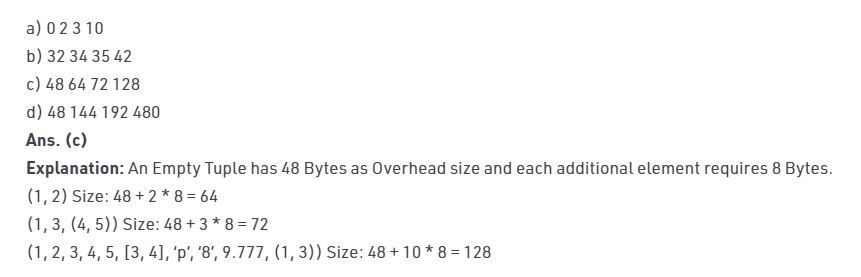 a) 0 2 3 10
b) 32 34 35 42
c) 48 64 72 128
d) 48 144 192 480
Ans. (c)
Explanation: An Empty Tuple has 48 Bytes as Overhead size and each additional element requires 8 Bytes.
(1, 2) Size: 48 + 2 * 8 = 64
(1, 3, (4, 5)) Size: 48 + 3 * 8 = 72
(1, 2, 3, 4, 5, [3, 4], ‘p’, ‘8’, 9.777, (1, 3)) Size: 48 + 10 * 8 = 128